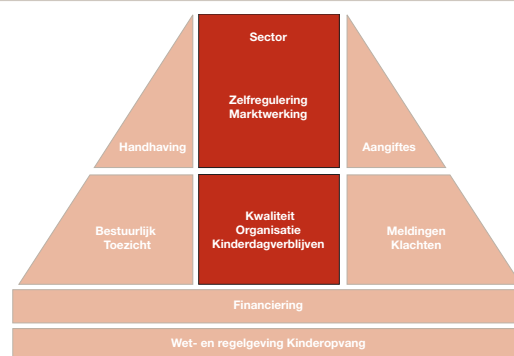 Sector
Zelfregulering
Marktwerking
Handhaving
Aangiftes
Bestuurlijk
Toezicht
Kwaliteit
Organisatie
Kinderdagverblijven
Meldingen
Klachten
Financiering
Wet- en regelgeving Kinderopvang